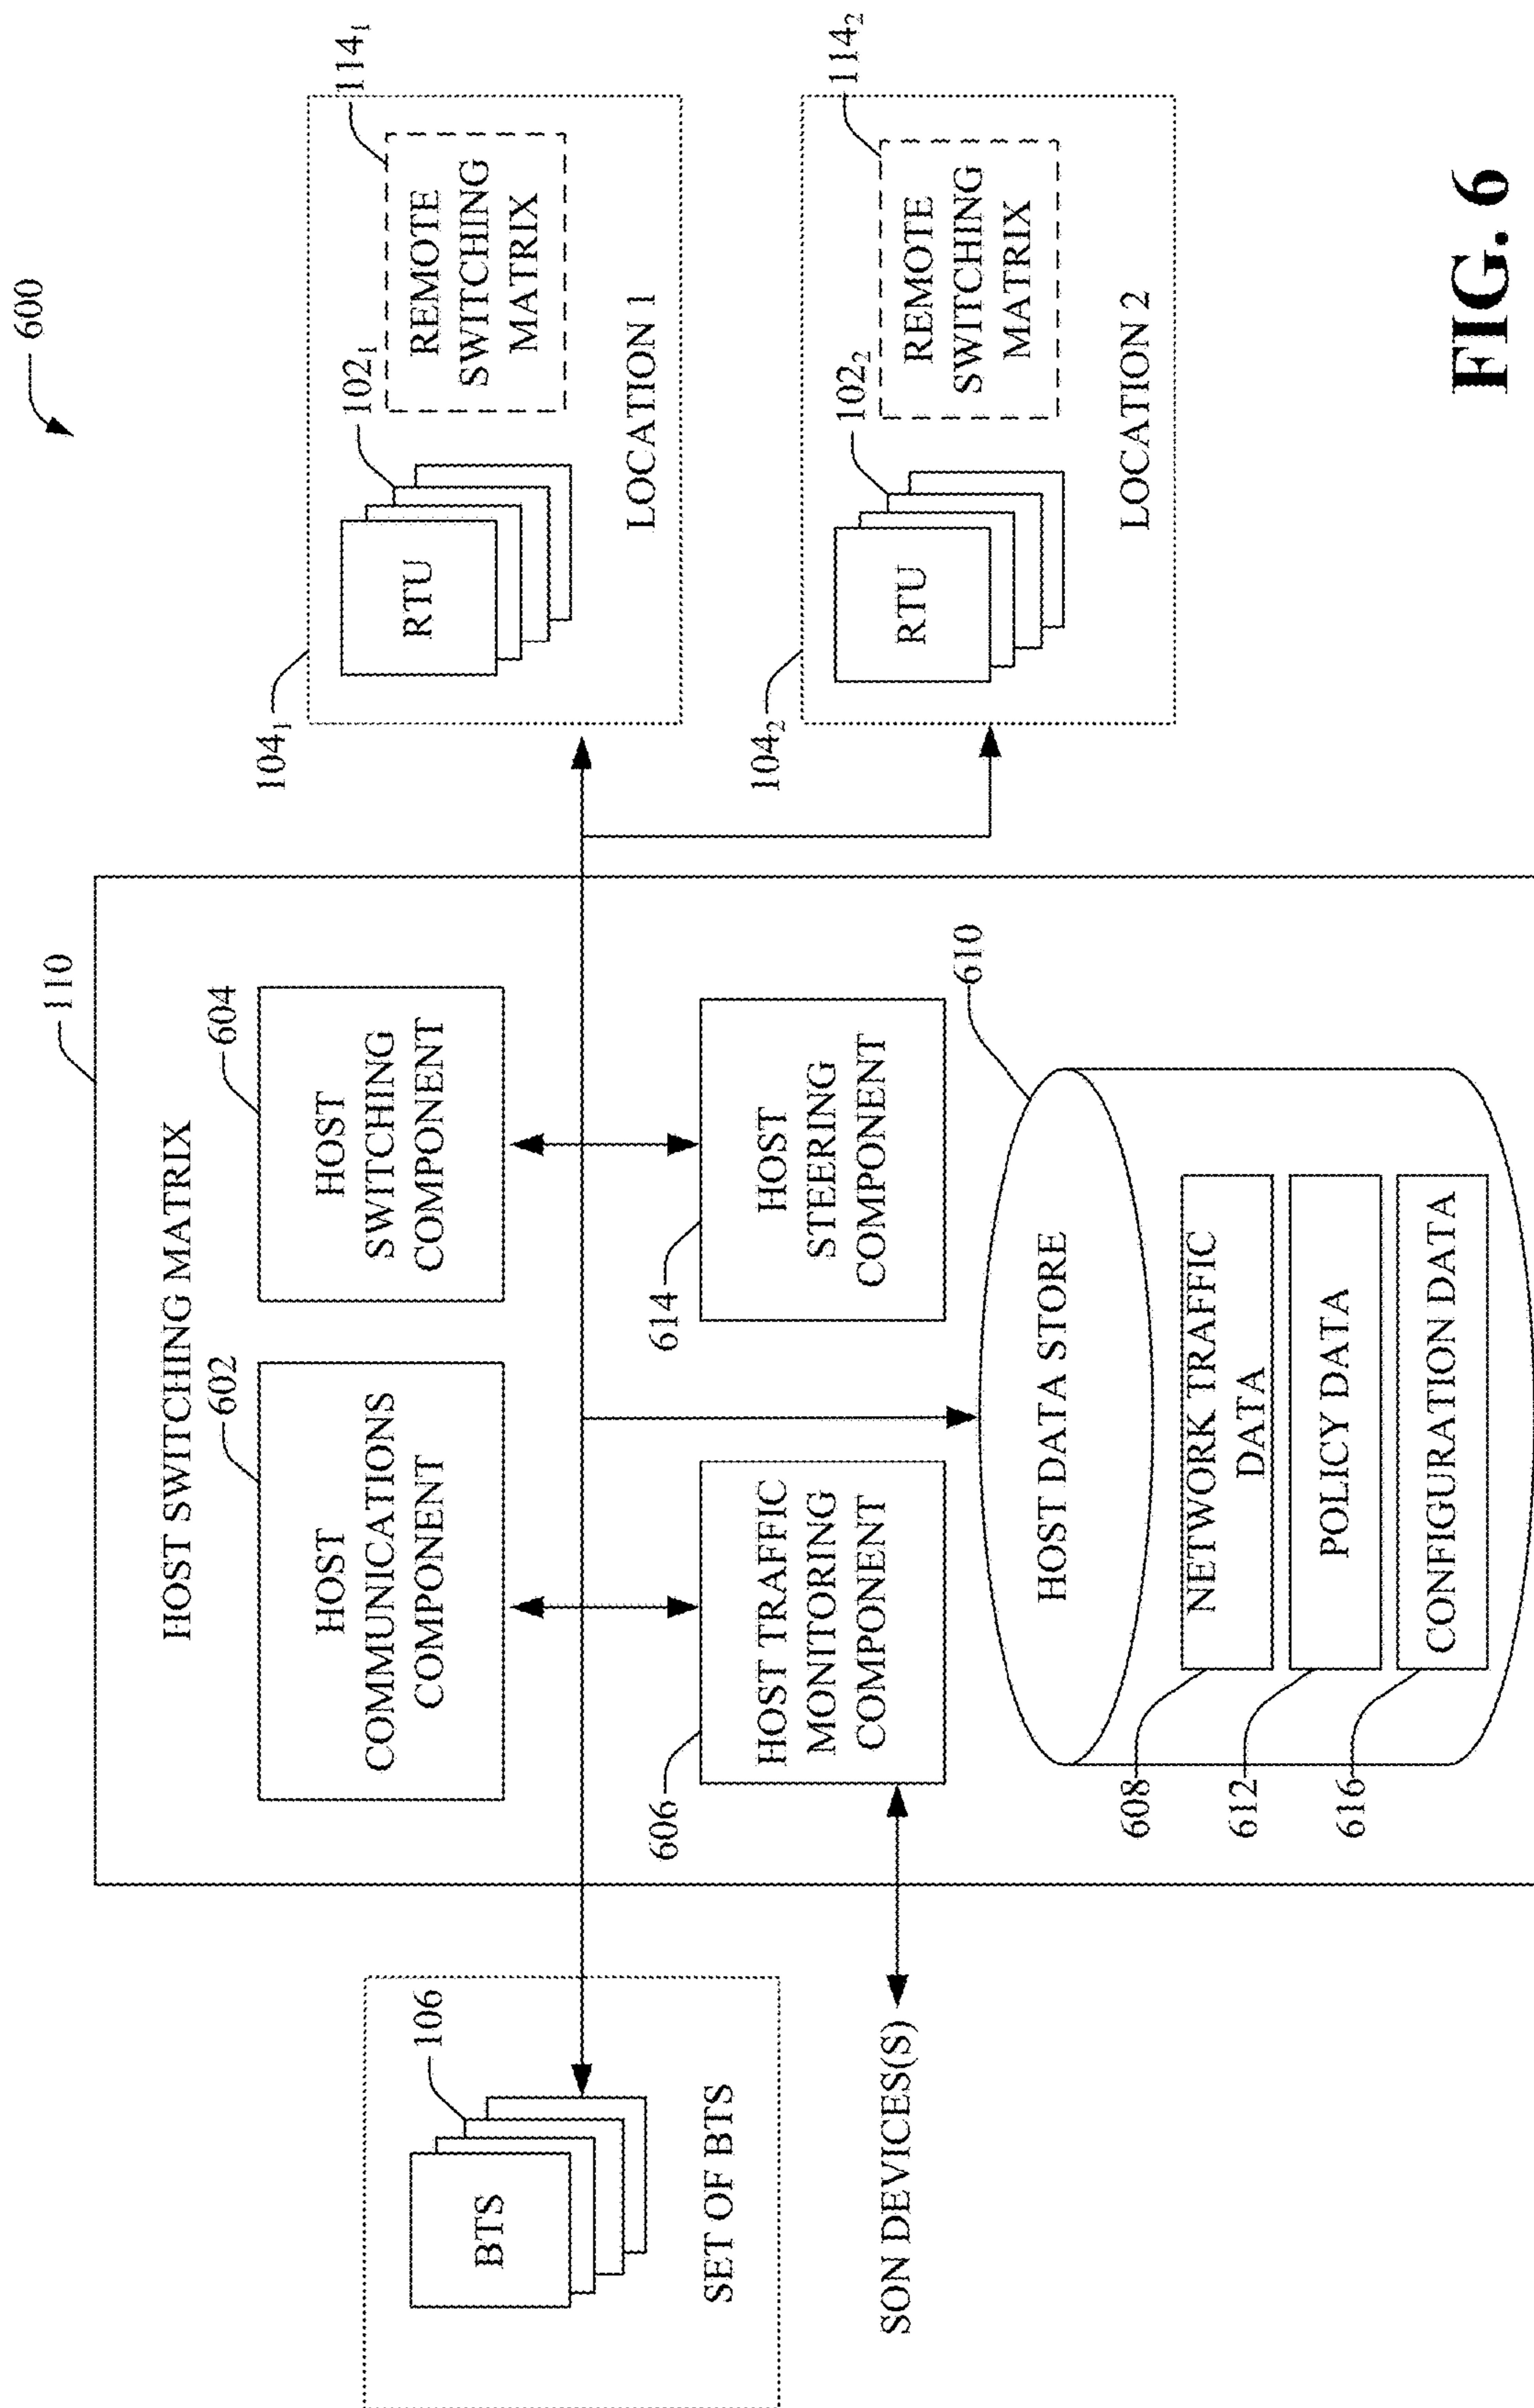 600
110
HOST SWITCHING MATRIX
602
604
HOST
COMMUNICATIONS
COMPONENT
HOST
SWITCHING
COMPONENT
606
614
HOST TRAFFIC
MONITORING
COMPONENT
HOST
STEERING
COMPONENT
610
HOST DATA STORE
608
NETWORK TRAFFIC
DATA
612
POLICY DATA
616
CONFIGURATION DATA
106
BTS
SET OF BTS
SON DEVICES(S)
104₁
102₁
114₁
RTU
REMOTE
SWITCHING
MATRIX
LOCATION 1
104₂
102₂
114₂
RTU
REMOTE
SWITCHING
MATRIX
LOCATION 2
FIG. 6